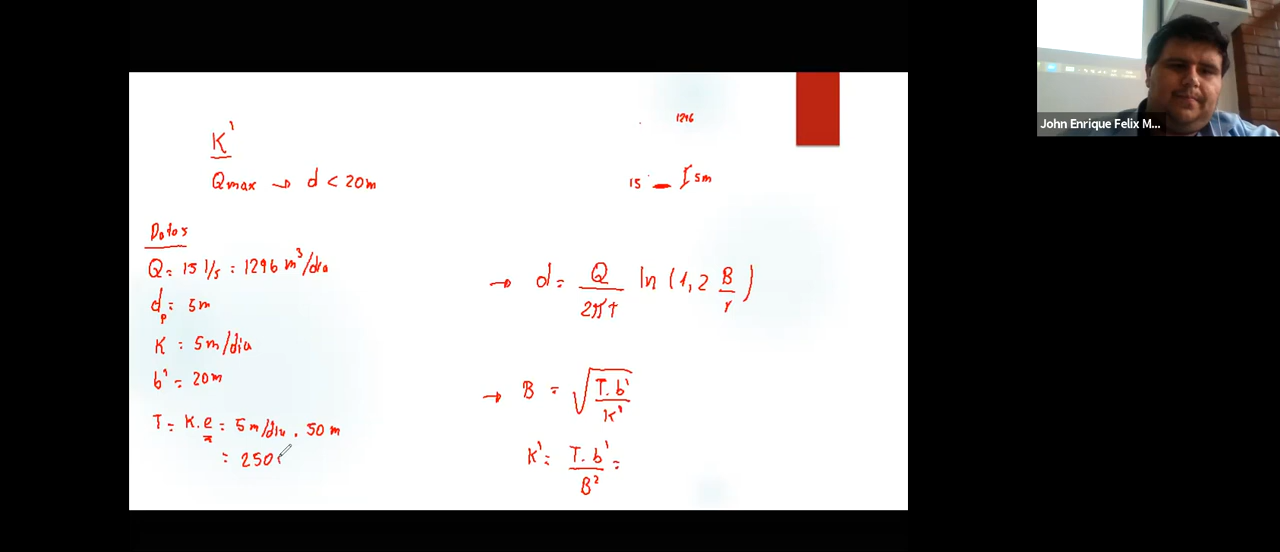 K'
Qmax → d < 20m
Datos
Q = 15 l/s = 1296 m³/dia
dp = 5m
K = 5m/dia
b' = 20m
T = K.e = 5m/dia . 50 m
= 250
1296
15
5m
→ d = Q / 2πT ln (1,2 B / r)
→ B = √(T.b' / K')
K' = T.b' / B² =
John Enrique Felix M...